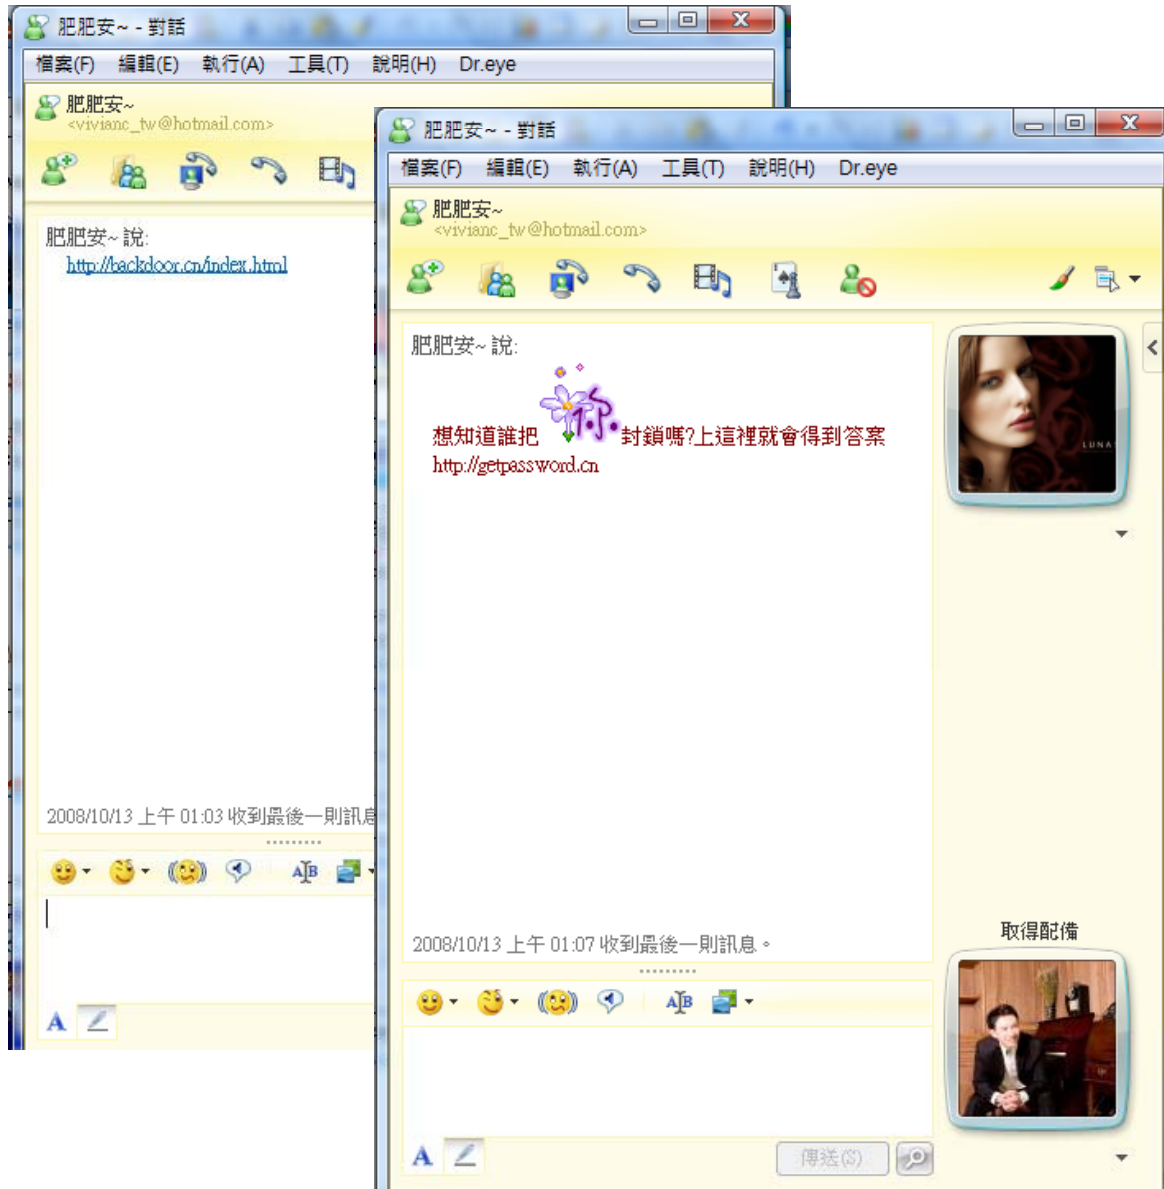 肥肥安~ - 對話
檔案(F) 編輯(E) 執行(A) 工具(T) 說明(H) Dr.eye
肥肥安~
<vivianc_tw@hotmail.com>
肥肥安~ 說:
http://backdoor.cn/index.html
2008/10/13 上午 01:03 收到最後一則訊息
肥肥安~ - 對話
檔案(F) 編輯(E) 執行(A) 工具(T) 說明(H) Dr.eye
肥肥安~
<vivianc_tw@hotmail.com>
肥肥安~ 說:
想知道誰把 祢 封鎖嗎?上這裡就會得到答案
http://getpassword.cn
LUNA
2008/10/13 上午 01:07 收到最後一則訊息。
取得配備
傳送(S)